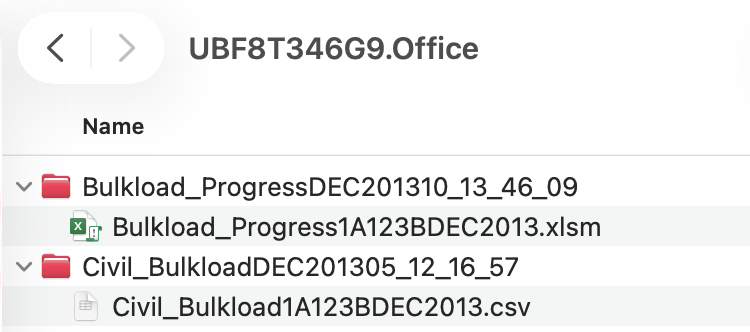 UBF8T346G9.Office
Name
Bulkload_ProgressDEC201310_13_46_09
Bulkload_Progress1A123BDEC2013.xlsm
Civil_BulkloadDEC201305_12_16_57
Civil_Bulkload1A123BDEC2013.csv